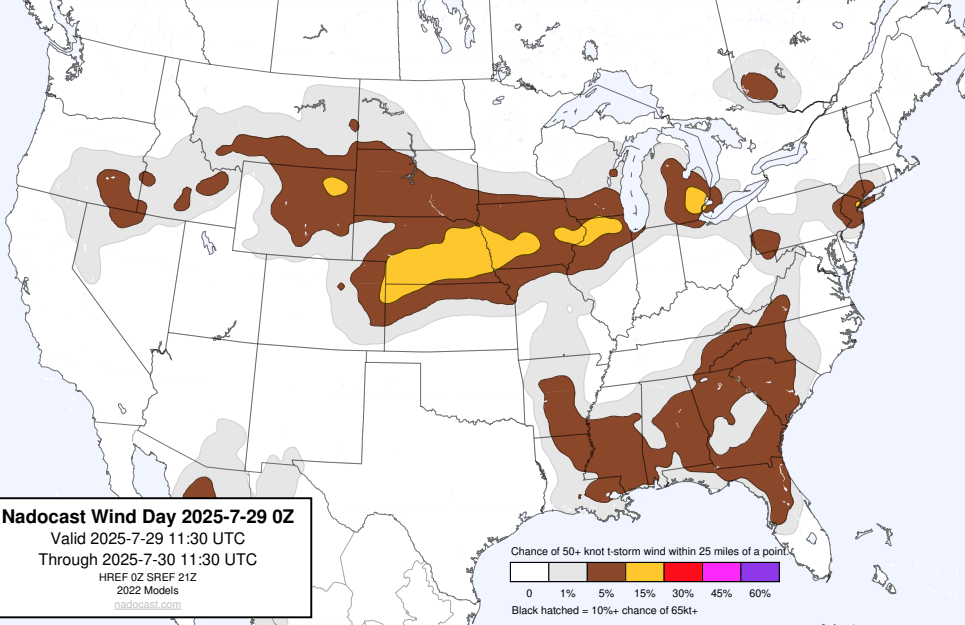 Nadocast Wind Day 2025-7-29 0Z
Valid 2025-7-29 11:30 UTC
Through 2025-7-30 11:30 UTC
HREF 0Z SREF 21Z
2022 Models
nadocast.com
Chance of 50+ knot t-storm wind within 25 miles of a point.
0 1% 5% 15% 30% 45% 60%
Black hatched = 10%+ chance of 65kt+